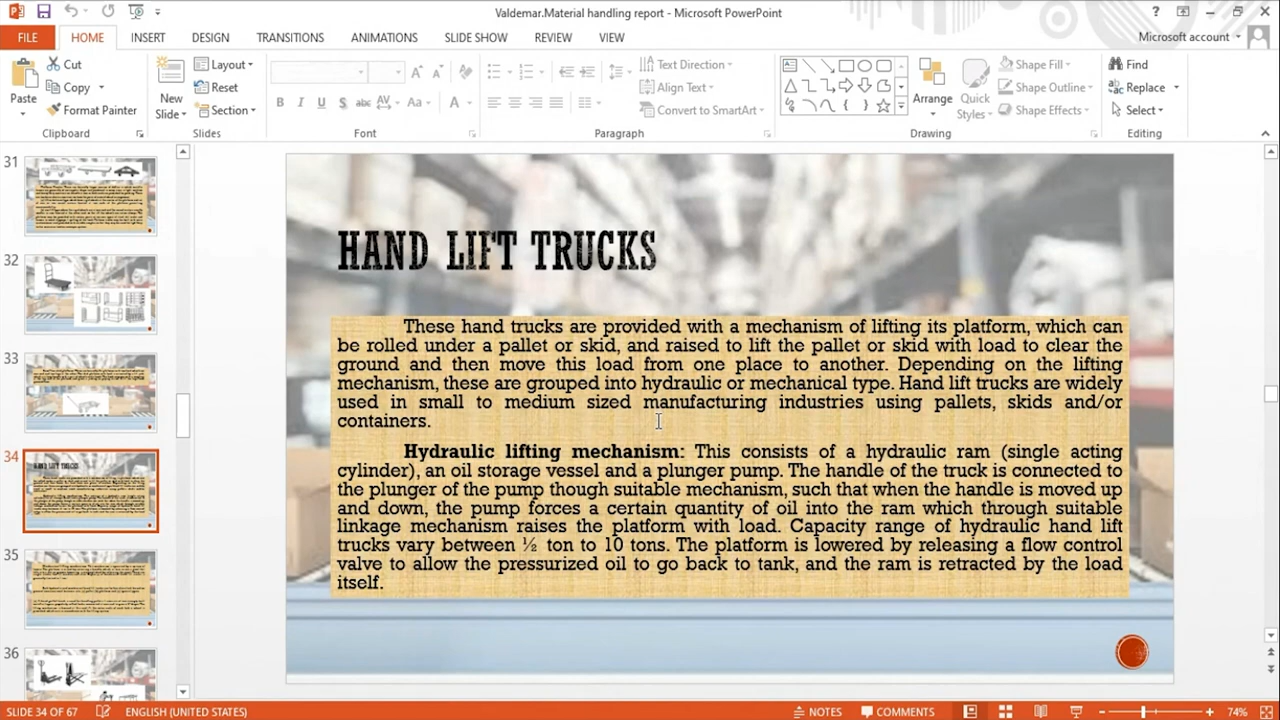 Valdemar.Material handling report - Microsoft PowerPoint
FILE HOME INSERT DESIGN TRANSITIONS ANIMATIONS SLIDE SHOW REVIEW VIEW Microsoft account
Cut
Copy
Format Painter
Paste
Clipboard
New
Slide
Layout
Reset
Section
Slides
Font
Text Direction
Align Text
Convert to SmartArt
Paragraph
Arrange
Quick
Styles
Shape Fill
Shape Outline
Shape Effects
Drawing
Find
Replace
Select
Editing
31
32
33
34
35
36
HAND LIFT TRUCKS
These hand trucks are provided with a mechanism of lifting its platform, which can
be rolled under a pallet or skid, and raised to lift the pallet or skid with load to clear the
ground and then move this load from one place to another. Depending on the lifting
mechanism, these are grouped into hydraulic or mechanical type. Hand lift trucks are widely
used in small to medium sized manufacturing industries using pallets, skids and/or
containers.
Hydraulic lifting mechanism: This consists of a hydraulic ram (single acting
cylinder), an oil storage vessel and a plunger pump. The handle of the truck is connected to
the plunger of the pump though suitable mechanism, such that when the handle is moved up
and down, the pump forces a certain quantity of oil into the ram which through suitable
linkage mechanism raises the platform with load. Capacity range of hydraulic hand lift
trucks vary between ½ ton to 10 tons. The platform is lowered by releasing a flow control
valve to allow the pressurized oil to go back to tank, and the ram is retracted by the load
itself.
SLIDE 34 OF 67 ENGLISH (UNITED STATES) NOTES COMMENTS 74%